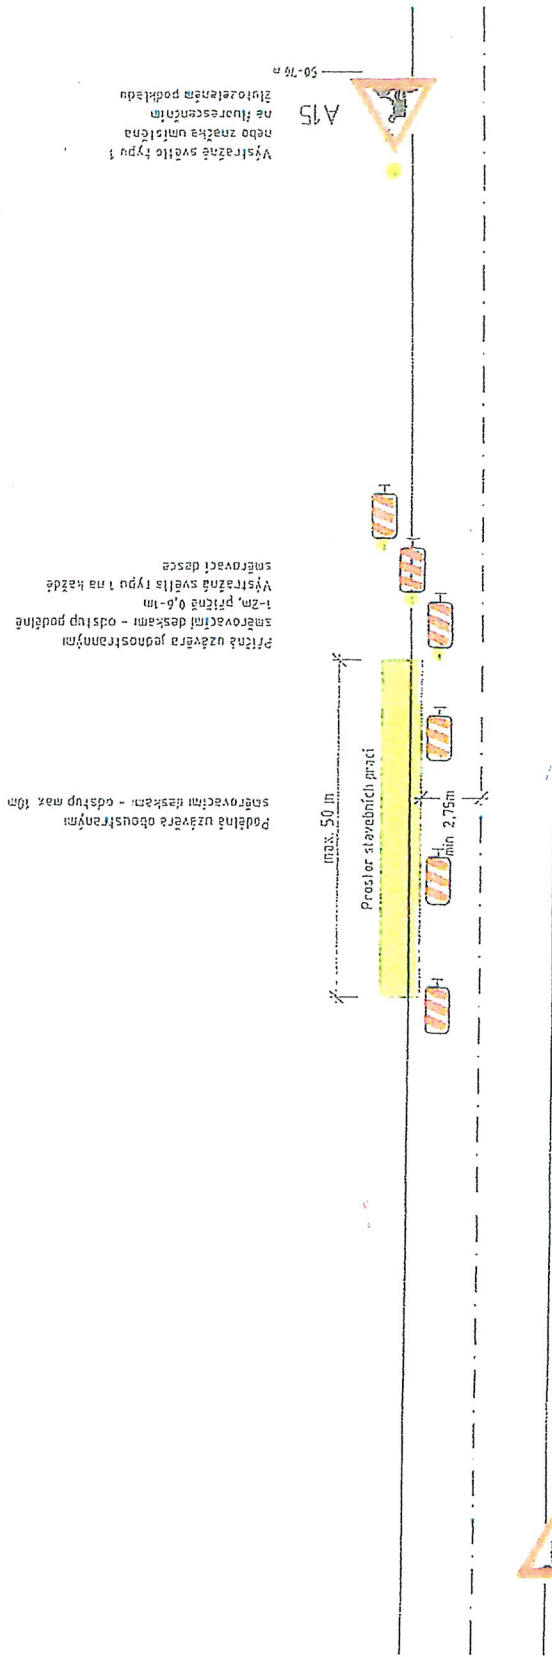 Výstražné světlo typu 1
nebo značka umístěná
na fluorescenčním
žlutozeleném podkladu
A15
50-70 m
Příčná uzávěra jednostrannými
směrovacími deskami - odstup podélně
1-2m, příčně 0,6-1m
Výstražná světla typu 1 na každé
směrovací desce
Podélná uzávěra oboustranými
směrovacími deskami - odstup max. 10m
max. 50 m
Prostor stavebních prací
min 2,75m